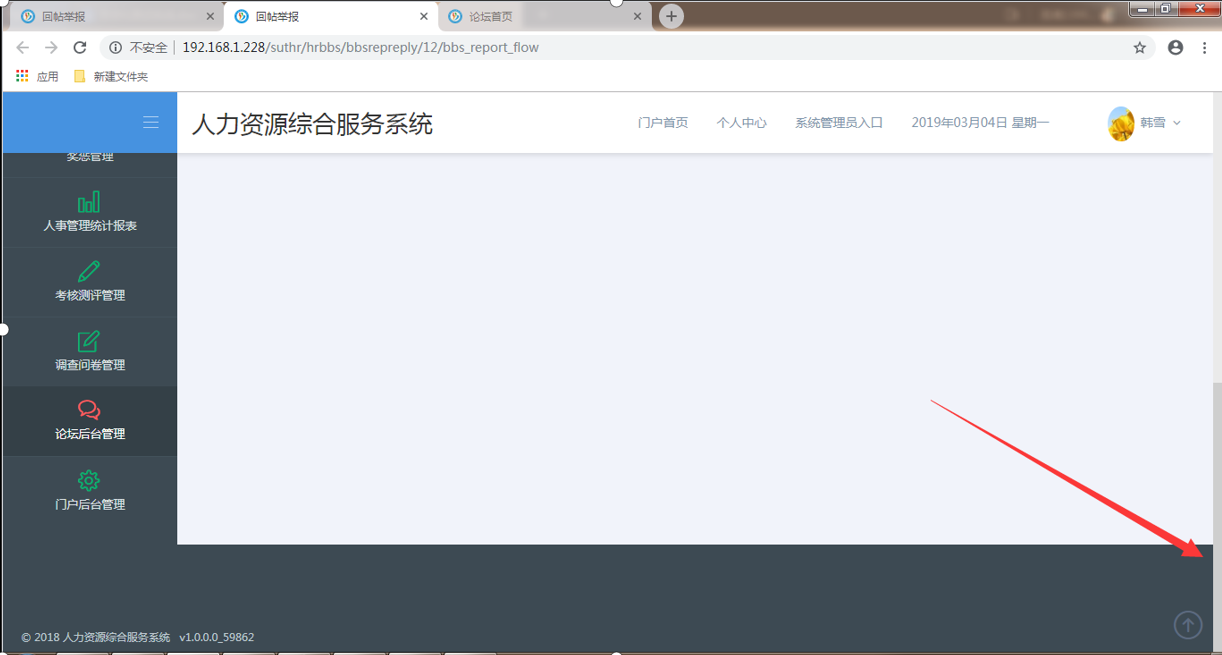 回帖举报
回帖举报
论坛首页
不安全 192.168.1.228/suthr/hrbbs/bbsrepreply/12/bbs_report_flow
应用 新建文件夹
人力资源综合服务系统
门户首页 个人中心 系统管理员入口 2019年03月04日 星期一 韩雪
奖惩管理
人事管理统计报表
考核测评管理
调查问卷管理
论坛后台管理
门户后台管理
© 2018 人力资源综合服务系统 v1.0.0.0_59862